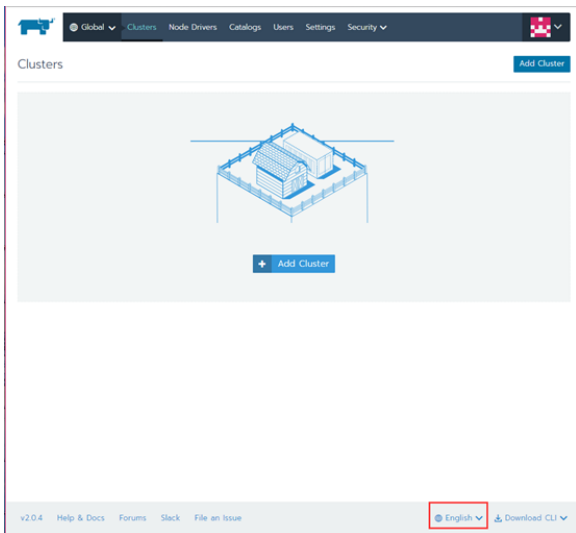 Global Clusters Node Drivers Catalogs Users Settings Security
Clusters Add Cluster
Add Cluster
v2.0.4 Help & Docs Forums Slack File an Issue English Download CLI